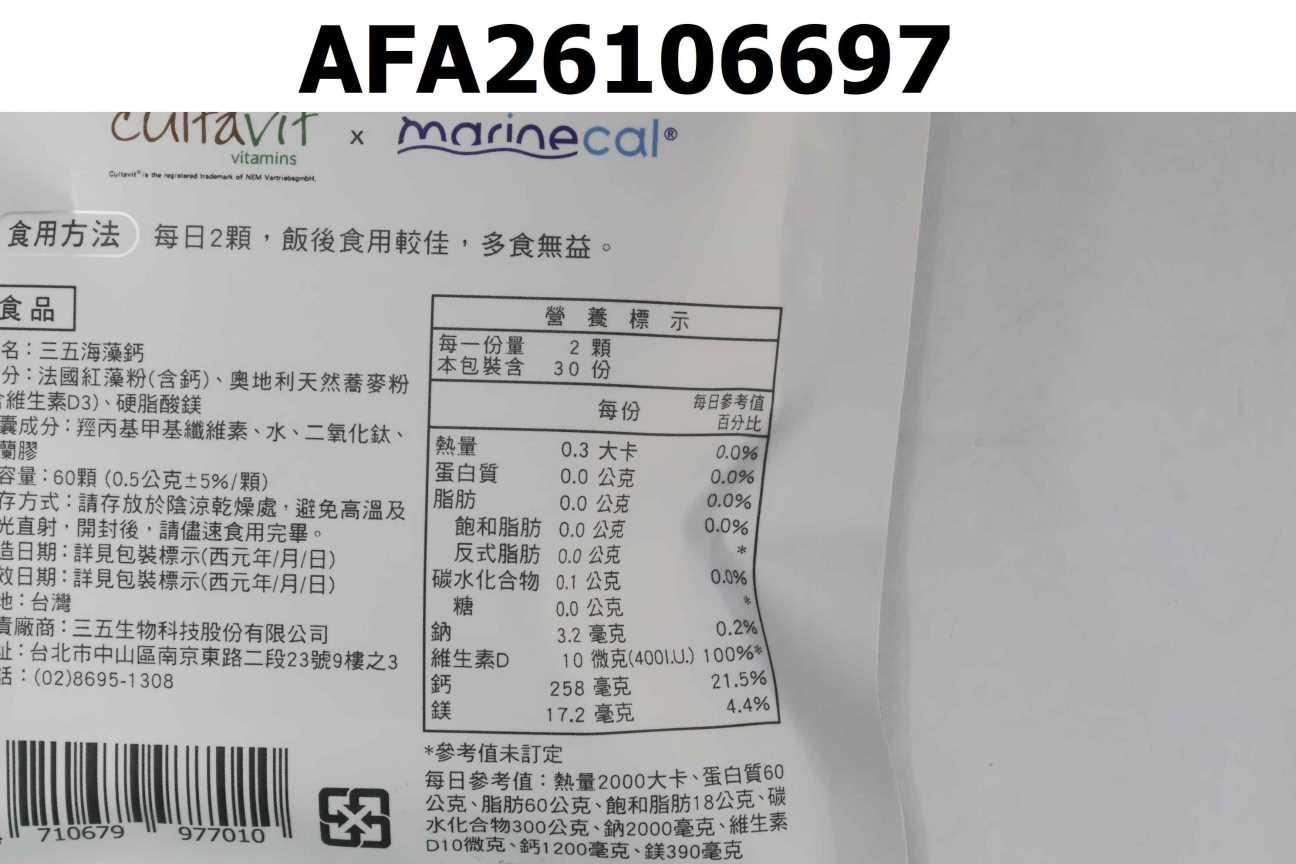 AFA26106697
cultavit x marinecal®
vitamins
Cultavit® is the registered trademark of NEM VertriebsgmbH.
食用方法 每日2顆，飯後食用較佳，多食無益。
食品
名：三五海藻鈣
分：法國紅藻粉(含鈣)、奧地利天然蕎麥粉
含維生素D3)、硬脂酸鎂
囊成分：羥丙基甲基纖維素、水、二氧化鈦、
蘭膠
容量：60顆 (0.5公克±5%/顆)
存方式：請存放於陰涼乾燥處，避免高溫及
光直射，開封後，請儘速食用完畢。
造日期：詳見包裝標示(西元年/月/日)
效日期：詳見包裝標示(西元年/月/日)
地：台灣
責廠商：三五生物科技股份有限公司
址：台北市中山區南京東路二段23號9樓之3
話：(02)8695-1308
710679 977010
營養標示
每一份量 2 顆
本包裝含 30 份
每份 每日參考值
百分比
熱量 0.3 大卡 0.0%
蛋白質 0.0 公克 0.0%
脂肪 0.0 公克 0.0%
飽和脂肪 0.0 公克 0.0%
反式脂肪 0.0 公克 *
碳水化合物 0.1 公克 0.0%
糖 0.0 公克 *
鈉 3.2 毫克 0.2%
維生素D 10 微克(400I.U.) 100%*
鈣 258 毫克 21.5%
鎂 17.2 毫克 4.4%
*參考值未訂定
每日參考值：熱量2000大卡、蛋白質60
公克、脂肪60公克、飽和脂肪18公克、碳
水化合物300公克、鈉2000毫克、維生素
D10微克、鈣1200毫克、鎂390毫克